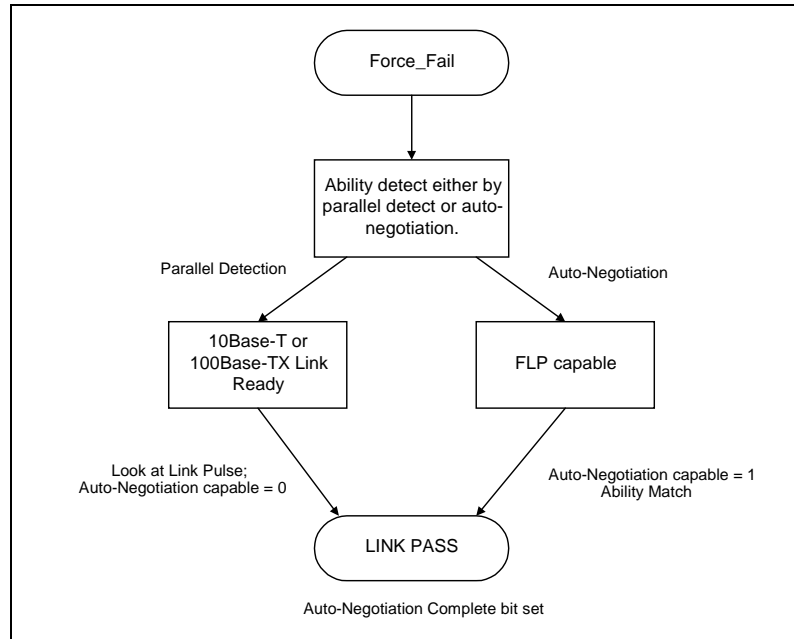 Force_Fail
Ability detect either by
parallel detect or auto-
negotiation.
Parallel Detection
Auto-Negotiation
10Base-T or
100Base-TX Link
Ready
FLP capable
Look at Link Pulse;
Auto-Negotiation capable = 0
Auto-Negotiation capable = 1
Ability Match
LINK PASS
Auto-Negotiation Complete bit set